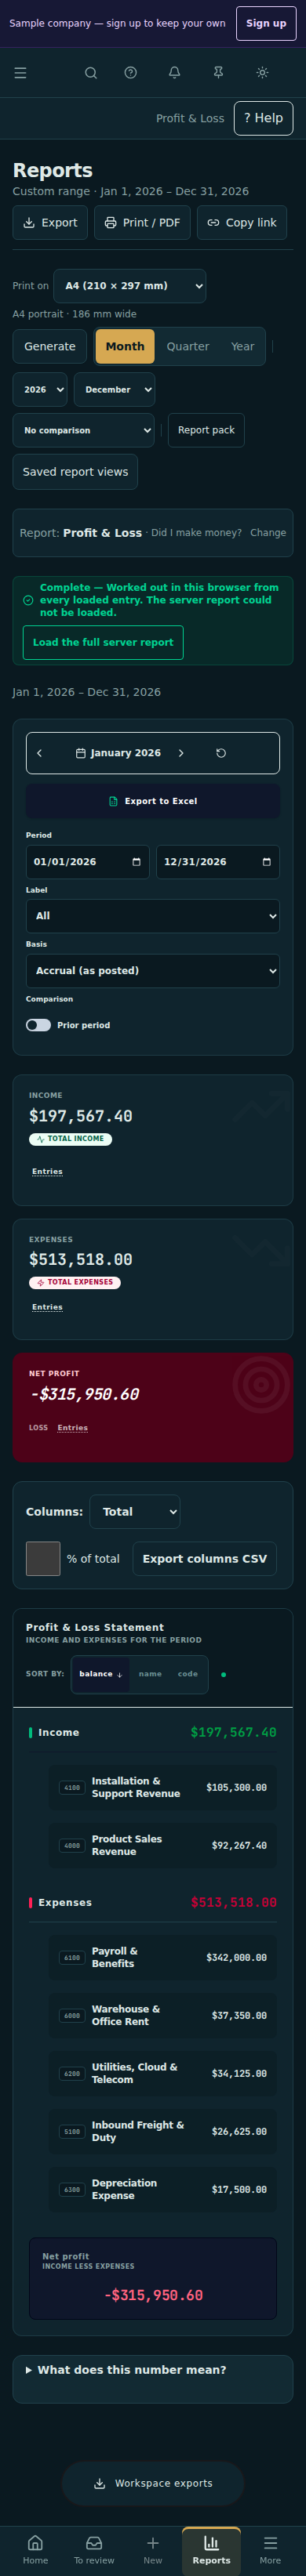 Sample company — sign up to keep your own
Sign up
Profit & Loss
? Help
Reports
Custom range · Jan 1, 2026 – Dec 31, 2026
Export
Print / PDF
Copy link
Print on
A4 (210 × 297 mm)
A4 portrait · 186 mm wide
Generate
Month
Quarter
Year
2026
December
No comparison
Report pack
Saved report views
Report: Profit & Loss · Did I make money? Change
Complete — Worked out in this browser from
every loaded entry. The server report could
not be loaded.
Load the full server report
Jan 1, 2026 – Dec 31, 2026
January 2026
Export to Excel
Period
01/01/2026
12/31/2026
Label
All
Basis
Accrual (as posted)
Comparison
Prior period
INCOME
$197,567.40
TOTAL INCOME
Entries
EXPENSES
$513,518.00
TOTAL EXPENSES
Entries
NET PROFIT
-$315,950.60
LOSS Entries
Columns:
Total
% of total
Export columns CSV
Profit & Loss Statement
INCOME AND EXPENSES FOR THE PERIOD
SORT BY:
balance ↓
name
code
Income $197,567.40
4100
Installation &
Support Revenue
$105,300.00
4000
Product Sales
Revenue
$92,267.40
Expenses $513,518.00
6100
Payroll &
Benefits
$342,000.00
6000
Warehouse &
Office Rent
$37,350.00
6200
Utilities, Cloud &
Telecom
$34,125.00
5100
Inbound Freight &
Duty
$26,625.00
6300
Depreciation
Expense
$17,500.00
Net profit
INCOME LESS EXPENSES
-$315,950.60
What does this number mean?
Workspace exports
Home
To review
New
Reports
More